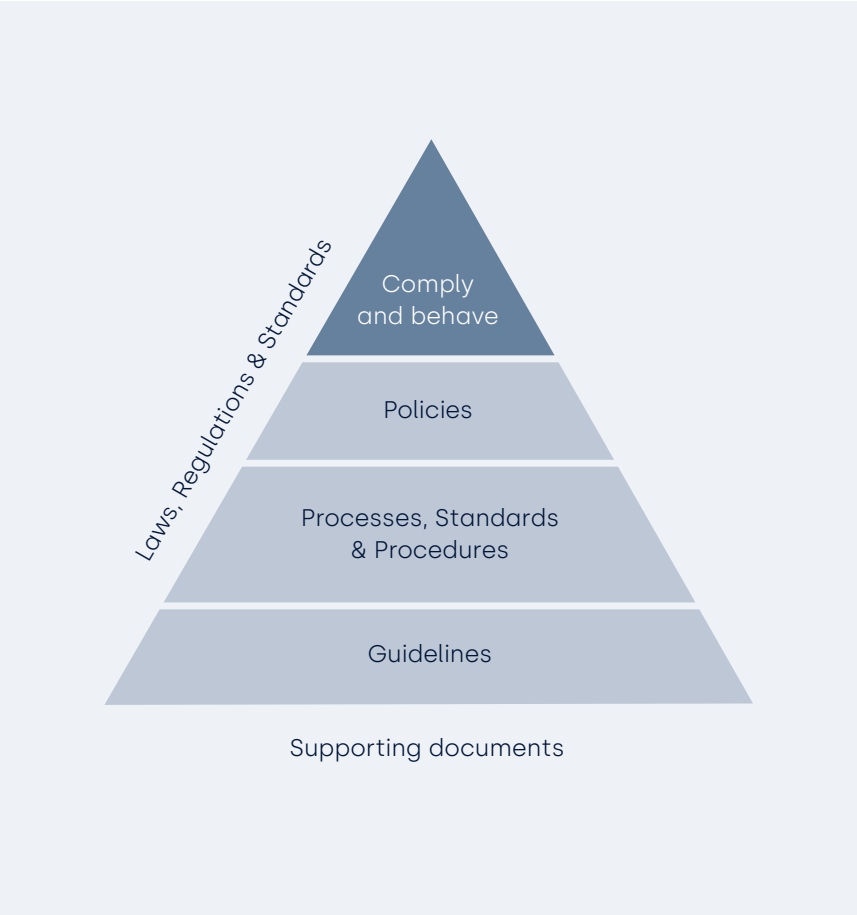 Laws, Regulations & Standards
Comply
and behave
Policies
Processes, Standards
& Procedures
Guidelines
Supporting documents